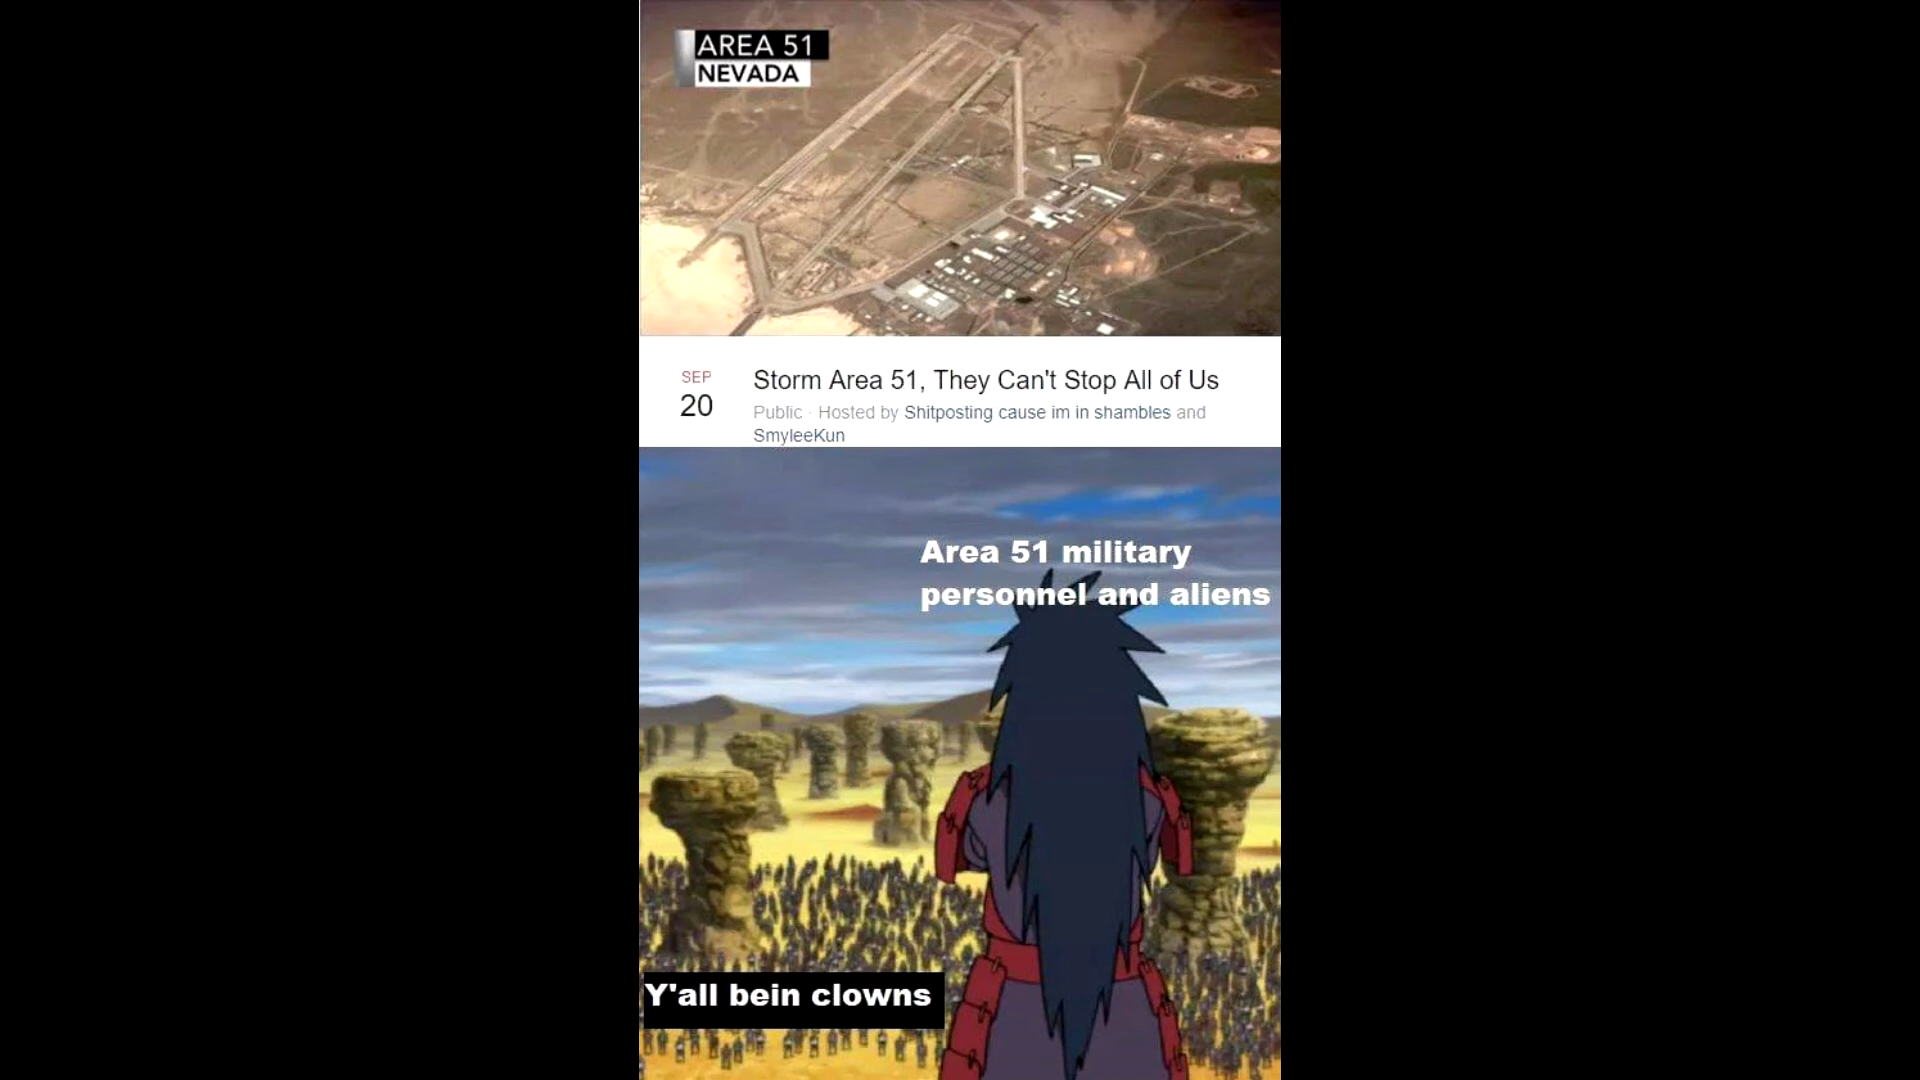 AREA 51
NEVADA
SEP
20
Storm Area 51, They Can't Stop All of Us
Public · Hosted by Shitposting cause im in shambles and
SmyleeKun
Area 51 military
personnel and aliens
Y'all bein clowns